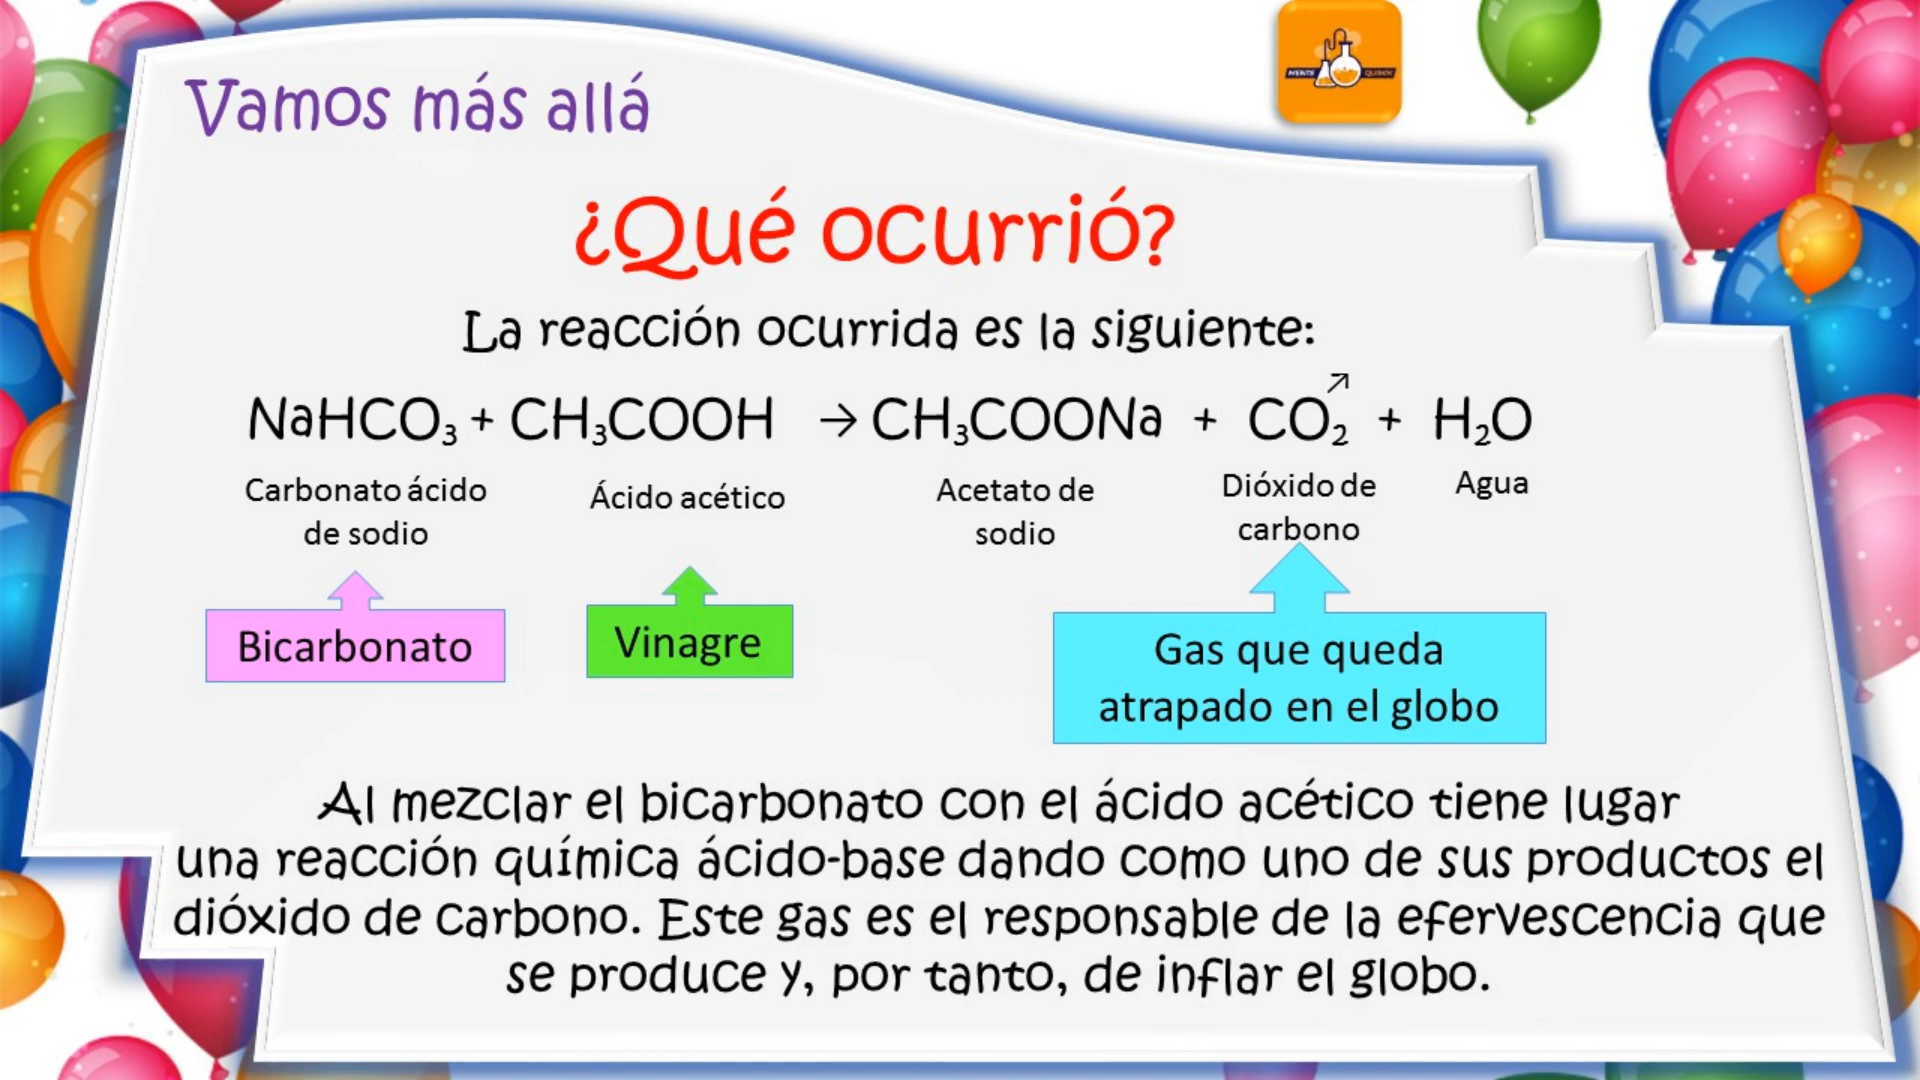 MENTE QUIMIK
Vamos más allá
¿Qué ocurrió?
La reacción ocurrida es la siguiente:
NaHCO₃ + CH₃COOH → CH₃COONa + CO₂↗ + H₂O
Carbonato ácido de sodio
Ácido acético
Acetato de sodio
Dióxido de carbono
Agua
Bicarbonato
Vinagre
Gas que queda
atrapado en el globo
Al mezclar el bicarbonato con el ácido acético tiene lugar
una reacción química ácido-base dando como uno de sus productos el
dióxido de carbono. Este gas es el responsable de la efervescencia que
se produce y, por tanto, de inflar el globo.